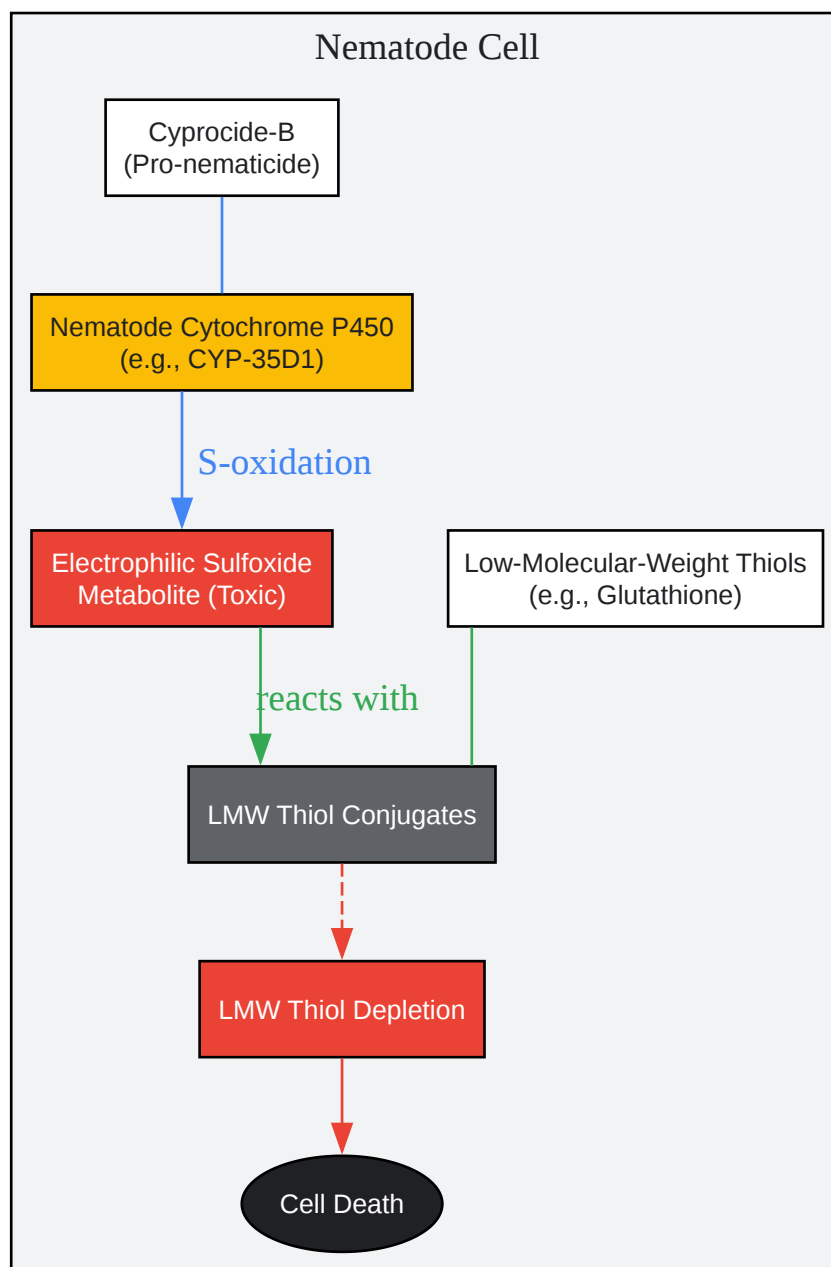 Nematode Cell
Cyprocide-B
(Pro-nematicide)
Nematode Cytochrome P450
(e.g., CYP-35D1)
S-oxidation
Electrophilic Sulfoxide
Metabolite (Toxic)
Low-Molecular-Weight Thiols
(e.g., Glutathione)
reacts with
LMW Thiol Conjugates
LMW Thiol Depletion
Cell Death